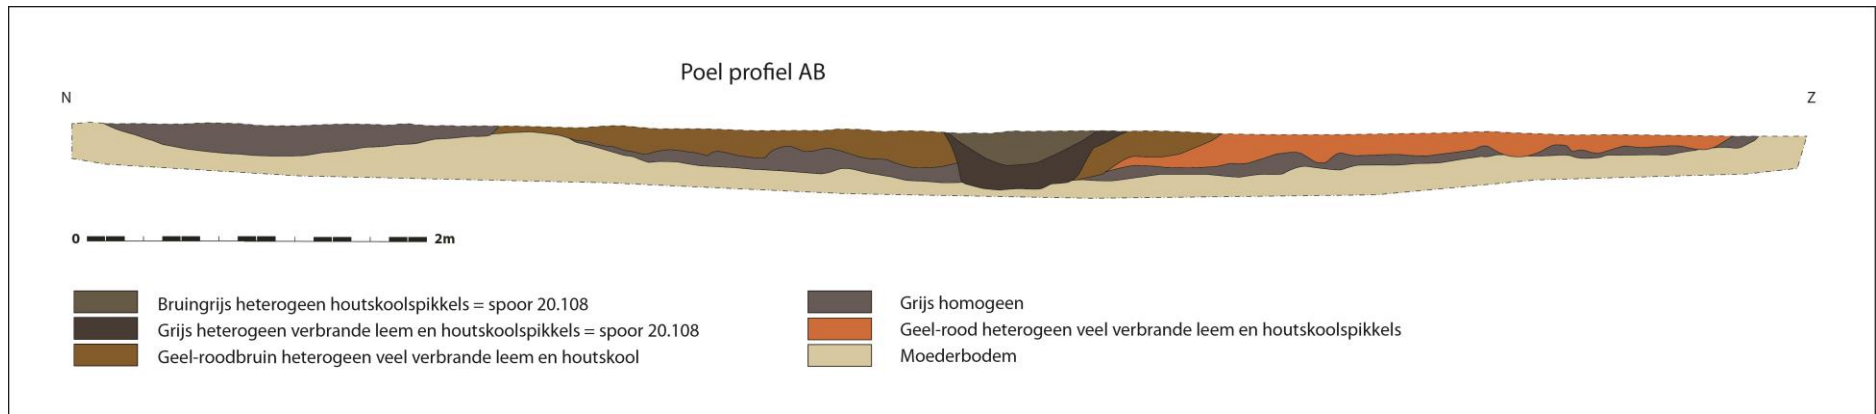 Poel profiel AB
N
Z
0 2m
Bruingrijs heterogeen houtskoolspikkels = spoor 20.108
Grijs heterogeen verbrande leem en houtskoolspikkels = spoor 20.108
Geel-roodbruin heterogeen veel verbrande leem en houtskool
Grijs homogeen
Geel-rood heterogeen veel verbrande leem en houtskoolspikkels
Moederbodem